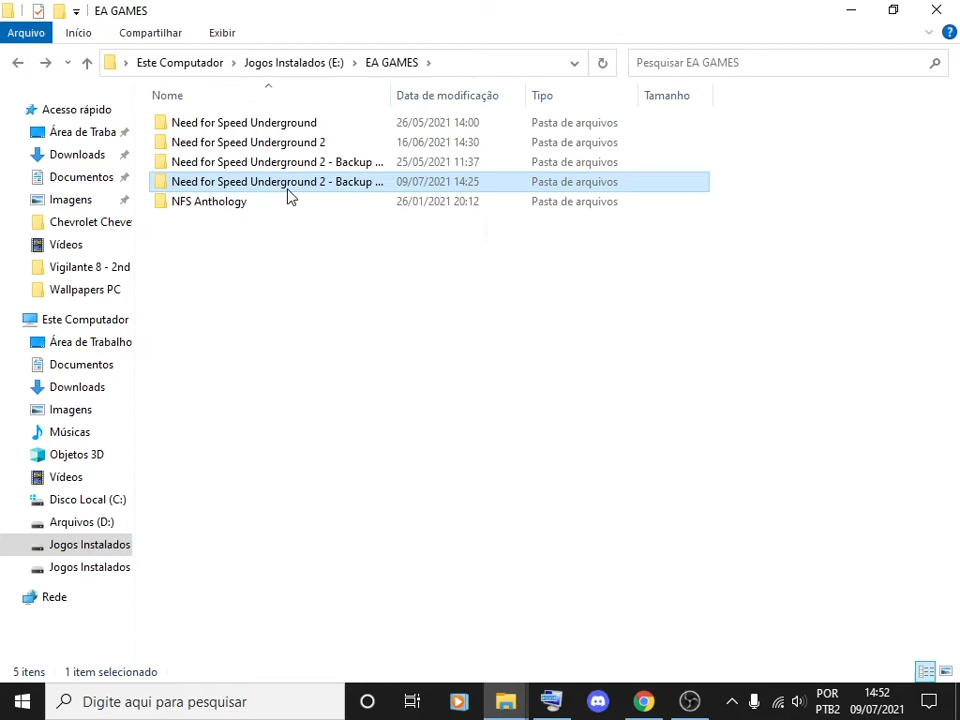 EA GAMES
Arquivo Início Compartilhar Exibir
Este Computador Jogos Instalados (E:) EA GAMES
Pesquisar EA GAMES
Nome Data de modificação Tipo Tamanho
Need for Speed Underground 26/05/2021 14:00 Pasta de arquivos
Need for Speed Underground 2 16/06/2021 14:30 Pasta de arquivos
Need for Speed Underground 2 - Backup ... 25/05/2021 11:37 Pasta de arquivos
Need for Speed Underground 2 - Backup ... 09/07/2021 14:25 Pasta de arquivos
NFS Anthology 26/01/2021 20:12 Pasta de arquivos
Acesso rápido
Área de Traba
Downloads
Documentos
Imagens
Chevrolet Cheve
Vídeos
Vigilante 8 - 2nd
Wallpapers PC
Este Computador
Área de Trabalho
Documentos
Downloads
Imagens
Músicas
Objetos 3D
Vídeos
Disco Local (C:)
Arquivos (D:)
Jogos Instalados
Jogos Instalados
Rede
5 itens 1 item selecionado
Digite aqui para pesquisar
POR
PTB2
14:52
09/07/2021